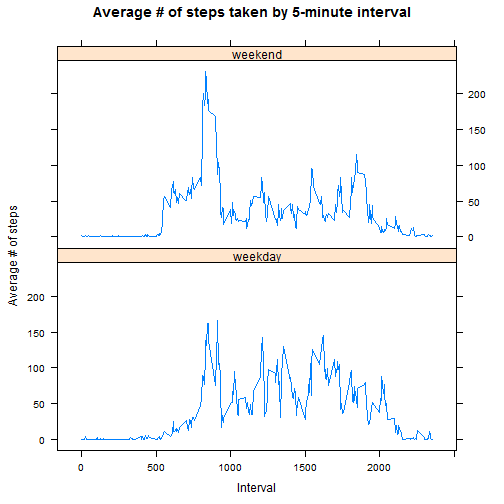 Average # of steps taken by 5-minute interval
weekend
200
150
100
50
0
weekday
200
150
100
50
0
Average # of steps
0 500 1000 1500 2000
Interval